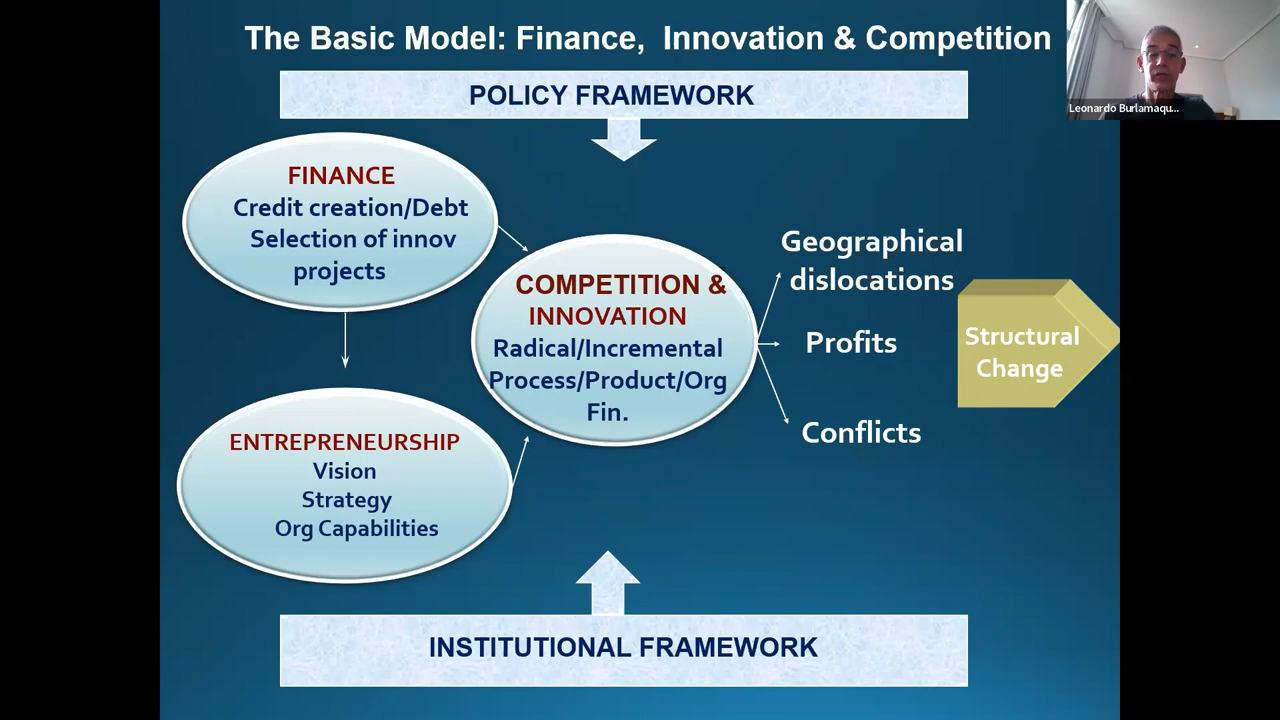 The Basic Model: Finance, Innovation & Competition
POLICY FRAMEWORK
FINANCE
Credit creation/Debt
Selection of innov
projects
ENTREPRENEURSHIP
Vision
Strategy
Org Capabilities
COMPETITION &
INNOVATION
Radical/Incremental
Process/Product/Org
Fin.
Geographical
dislocations
Profits
Conflicts
Structural
Change
INSTITUTIONAL FRAMEWORK
Leonardo Burlamaqu...